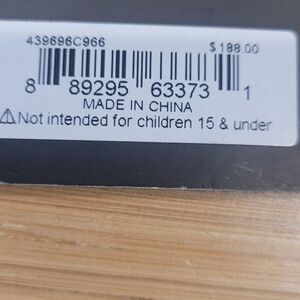 439696C966 $188.00
8 89295 63373 1
MADE IN CHINA
⚠Not intended for children 15 & under